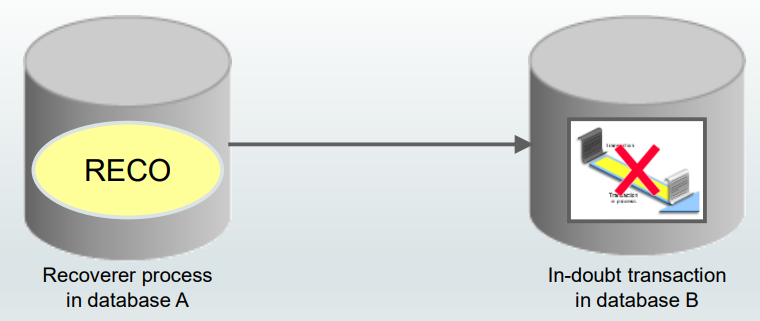 RECO
Transaction
Transaction
in process
Recoverer process
in database A
In-doubt transaction
in database B